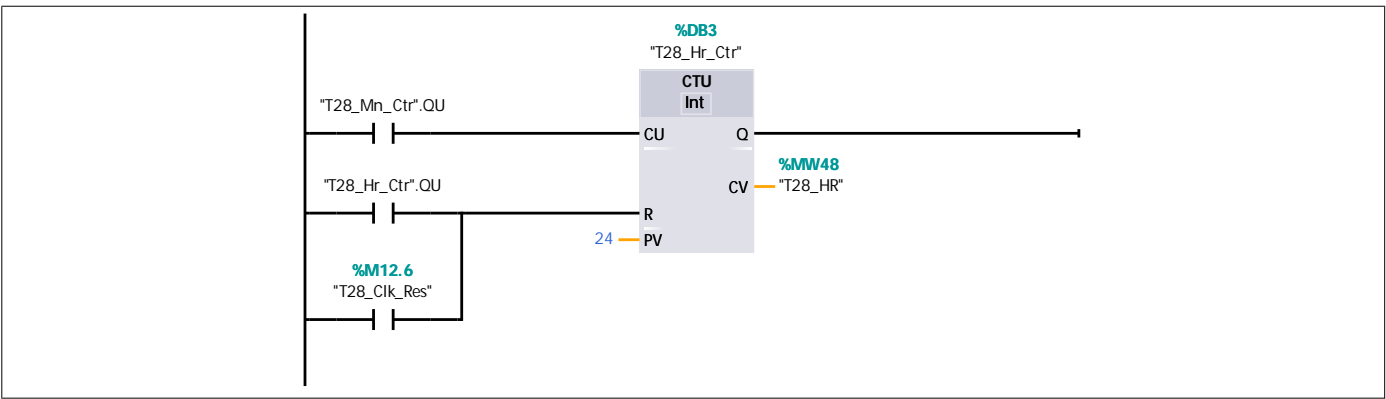 %DB3
"T28_Hr_Ctr"
CTU
Int
"T28_Mn_Ctr".QU
CU Q
%MW48
CV "T28_HR"
"T28_Hr_Ctr".QU
R
24 PV
%M12.6
"T28_Clk_Res"